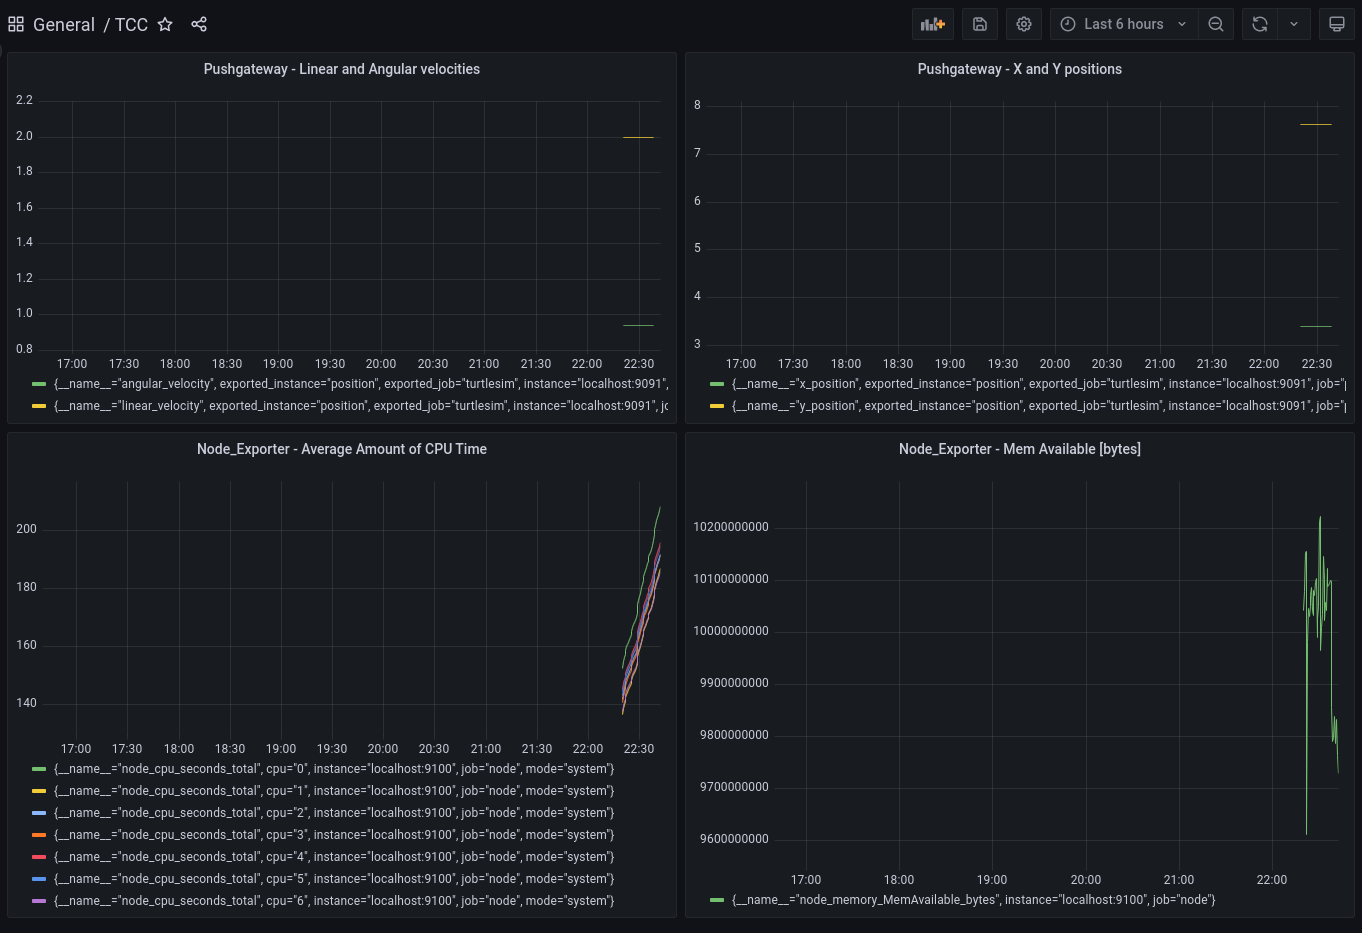 General / TCC
Last 6 hours
Pushgateway - Linear and Angular velocities
2.2
2.0
1.8
1.6
1.4
1.2
1.0
0.8
17:00 17:30 18:00 18:30 19:00 19:30 20:00 20:30 21:00 21:30 22:00 22:30
{__name__="angular_velocity", exported_instance="position", exported_job="turtlesim", instance="localhost:9091",
{__name__="linear_velocity", exported_instance="position", exported_job="turtlesim", instance="localhost:9091", jo
Pushgateway - X and Y positions
8
7
6
5
4
3
17:00 17:30 18:00 18:30 19:00 19:30 20:00 20:30 21:00 21:30 22:00 22:30
{__name__="x_position", exported_instance="position", exported_job="turtlesim", instance="localhost:9091", job="
{__name__="y_position", exported_instance="position", exported_job="turtlesim", instance="localhost:9091", job="
Node_Exporter - Average Amount of CPU Time
200
180
160
140
17:00 17:30 18:00 18:30 19:00 19:30 20:00 20:30 21:00 21:30 22:00 22:30
{__name__="node_cpu_seconds_total", cpu="0", instance="localhost:9100", job="node", mode="system"}
{__name__="node_cpu_seconds_total", cpu="1", instance="localhost:9100", job="node", mode="system"}
{__name__="node_cpu_seconds_total", cpu="2", instance="localhost:9100", job="node", mode="system"}
{__name__="node_cpu_seconds_total", cpu="3", instance="localhost:9100", job="node", mode="system"}
{__name__="node_cpu_seconds_total", cpu="4", instance="localhost:9100", job="node", mode="system"}
{__name__="node_cpu_seconds_total", cpu="5", instance="localhost:9100", job="node", mode="system"}
{__name__="node_cpu_seconds_total", cpu="6", instance="localhost:9100", job="node", mode="system"}
Node_Exporter - Mem Available [bytes]
10200000000
10100000000
10000000000
9900000000
9800000000
9700000000
9600000000
17:00 18:00 19:00 20:00 21:00 22:00
{__name__="node_memory_MemAvailable_bytes", instance="localhost:9100", job="node"}